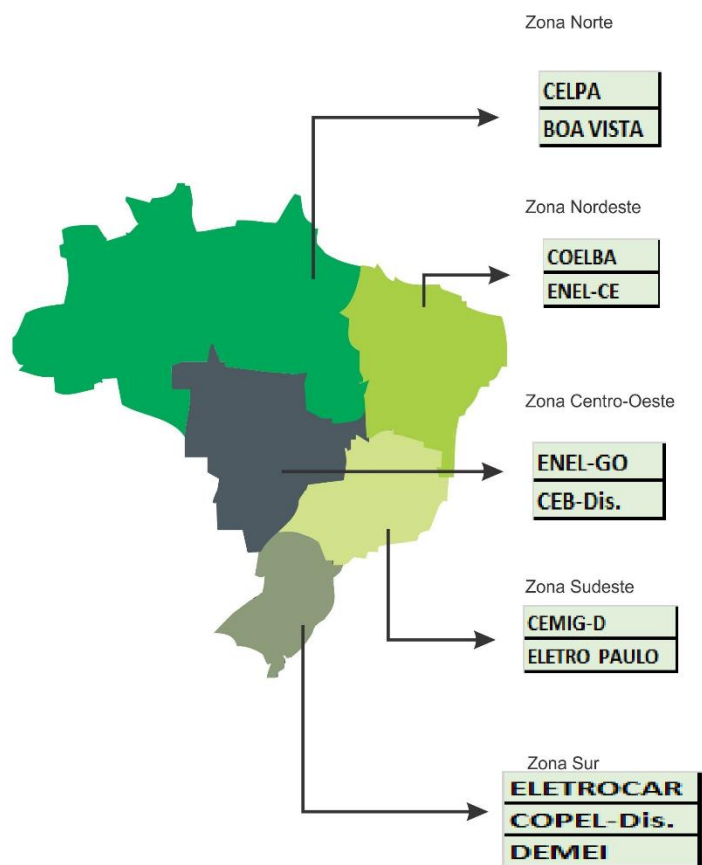 Zona Norte
CELPA
BOA VISTA
Zona Nordeste
COELBA
ENEL-CE
Zona Centro-Oeste
ENEL-GO
CEB-Dis.
Zona Sudeste
CEMIG-D
ELETRO PAULO
Zona Sur
ELETROCAR
COPEL-Dis.
DEMEI